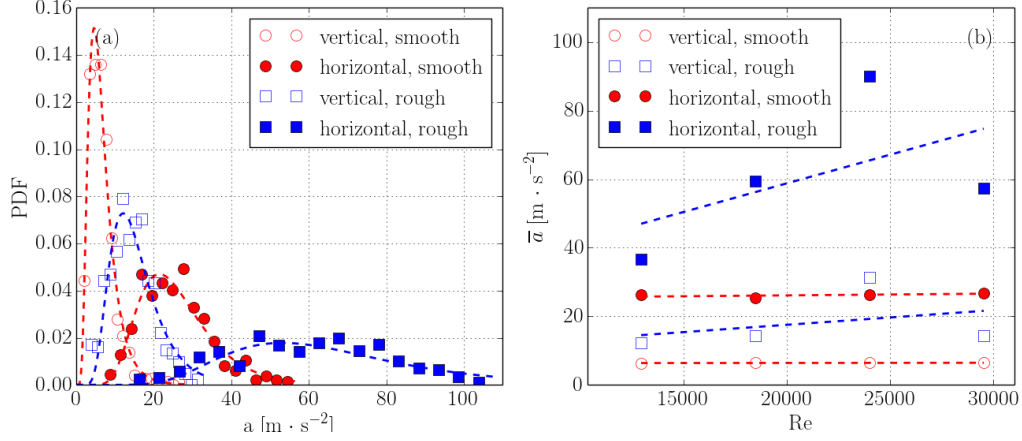 0.16
0.14
0.12
0.10
0.08
0.06
0.04
0.02
0.00
PDF
(a)
vertical, smooth
horizontal, smooth
vertical, rough
horizontal, rough
0 20 40 60 80 100
a [m · s⁻²]
100
80
60
40
20
0
a̅ [m · s⁻²]
(b)
vertical, smooth
vertical, rough
horizontal, smooth
horizontal, rough
15000 20000 25000 30000
Re